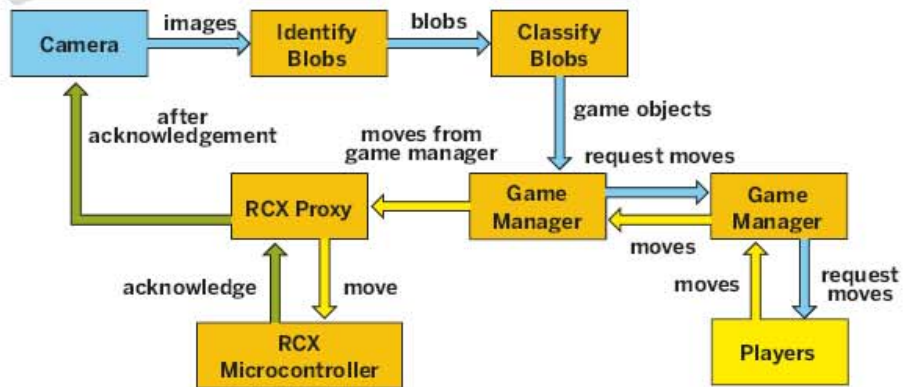 images
blobs
Camera
Identify
Blobs
Classify
Blobs
after
acknowledgement
game objects
moves from
game manager
request moves
RCX Proxy
Game
Manager
Game
Manager
moves
acknowledge
move
moves
request
moves
RCX
Microcontroller
Players